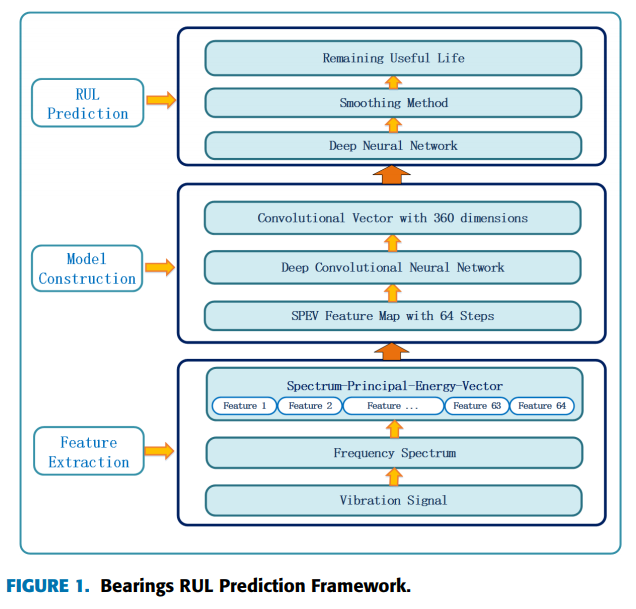 RUL
Prediction
Remaining Useful Life
Smoothing Method
Deep Neural Network
Model
Construction
Convolutional Vector with 360 dimensions
Deep Convolutional Neural Network
SPEV Feature Map with 64 Steps
Feature
Extraction
Spectrum-Principal-Energy-Vector
Feature 1 Feature 2 Feature ... Feature 63 Feature 64
Frequency Spectrum
Vibration Signal
FIGURE 1. Bearings RUL Prediction Framework.